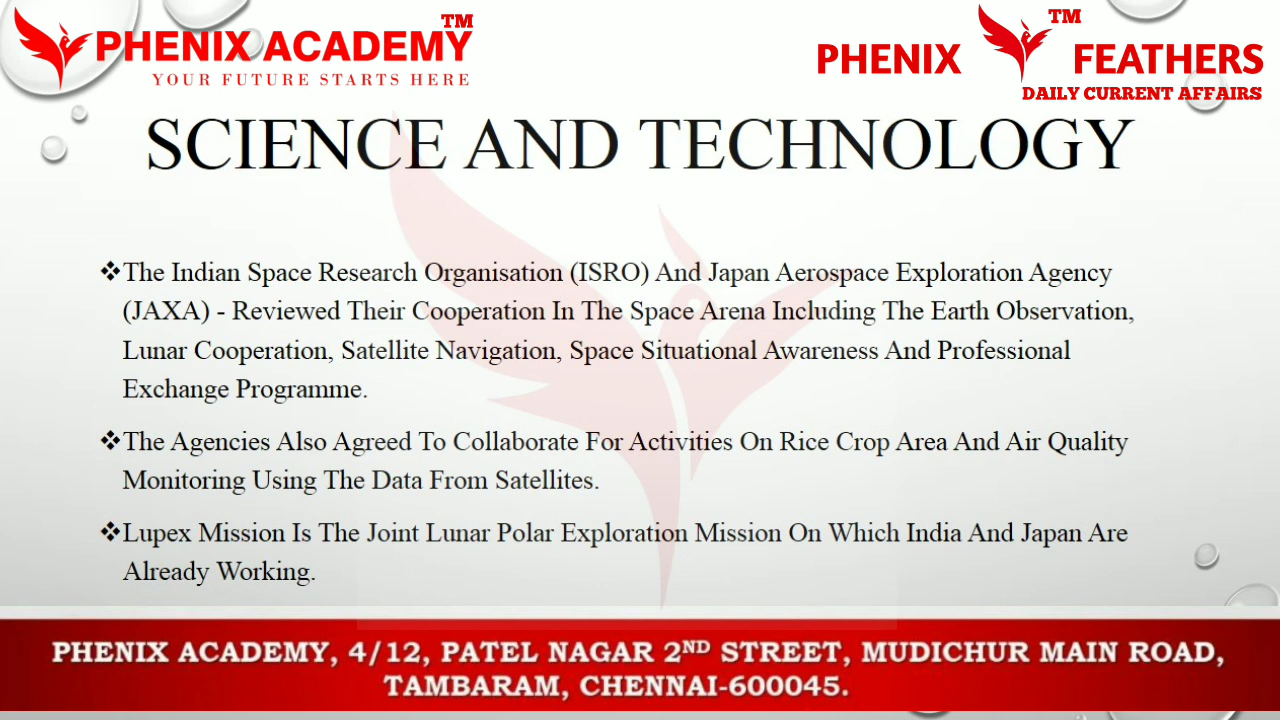 PHENIX ACADEMY™
YOUR FUTURE STARTS HERE
PHENIX ™ FEATHERS
DAILY CURRENT AFFAIRS
SCIENCE AND TECHNOLOGY
❖The Indian Space Research Organisation (ISRO) And Japan Aerospace Exploration Agency
(JAXA) - Reviewed Their Cooperation In The Space Arena Including The Earth Observation,
Lunar Cooperation, Satellite Navigation, Space Situational Awareness And Professional
Exchange Programme.
❖The Agencies Also Agreed To Collaborate For Activities On Rice Crop Area And Air Quality
Monitoring Using The Data From Satellites.
❖Lupex Mission Is The Joint Lunar Polar Exploration Mission On Which India And Japan Are
Already Working.
PHENIX ACADEMY, 4/12, PATEL NAGAR 2ND STREET, MUDICHUR MAIN ROAD,
TAMBARAM, CHENNAI-600045.